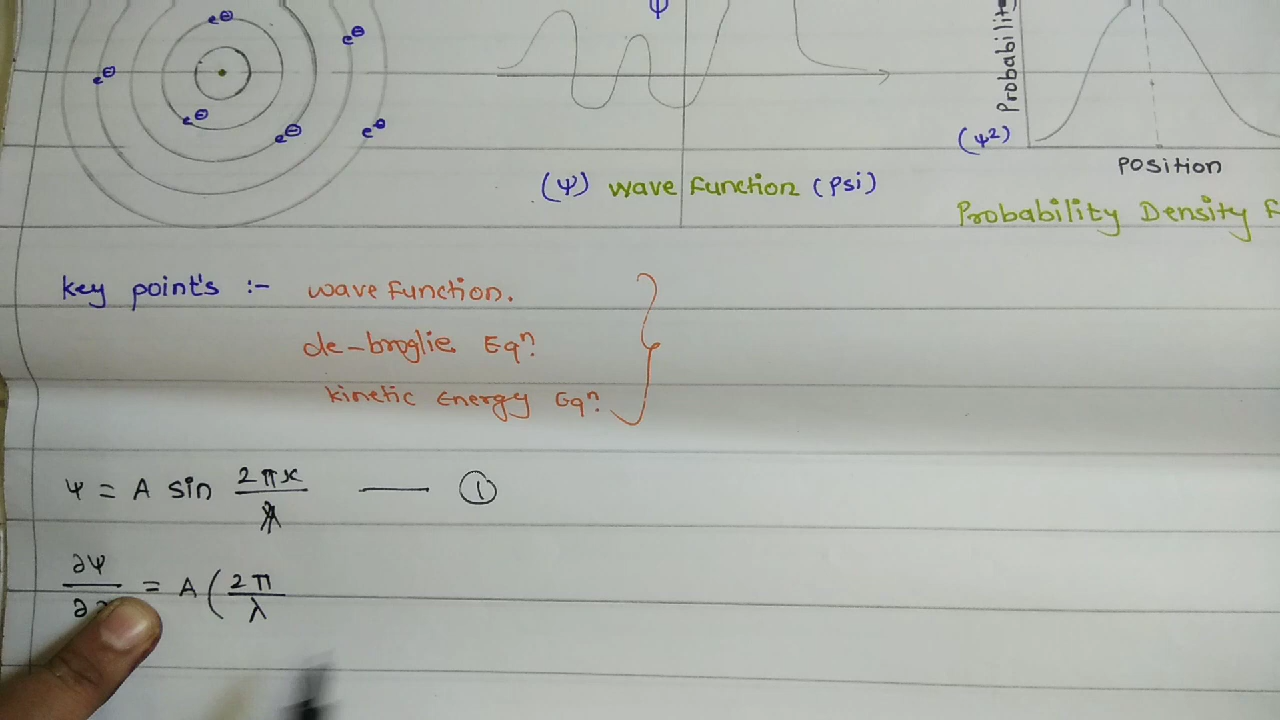 e⊖
e⊖
e⊖
e⊖
e⊖
e⊖
ψ
Probabili
(ψ2)
Position
(ψ) wave function (Psi)
Probability Density F
key point's :- wave function.
de-broglie Eqⁿ.
kinetic Energy Eqⁿ.
ψ = A sin 2πx/λ —— ①
∂ψ/∂ = A(2π/λ